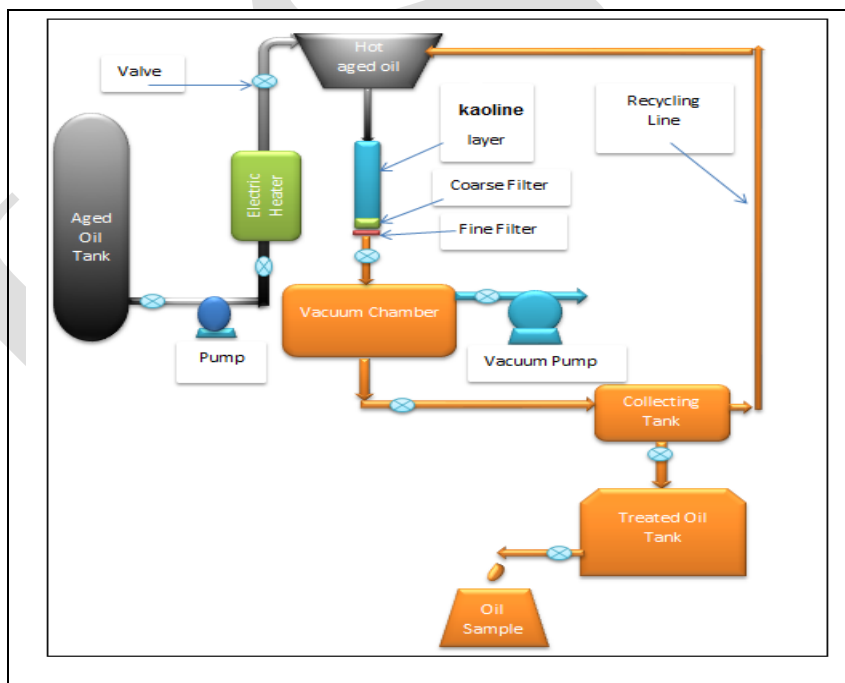 Hot
aged oil
Valve
kaoline
layer
Recycling
Line
Electric
Heater
Coarse Filter
Aged
Oil
Tank
Fine Filter
Vacuum Chamber
Pump
Vacuum Pump
Collecting
Tank
Treated Oil
Tank
Oil
Sample